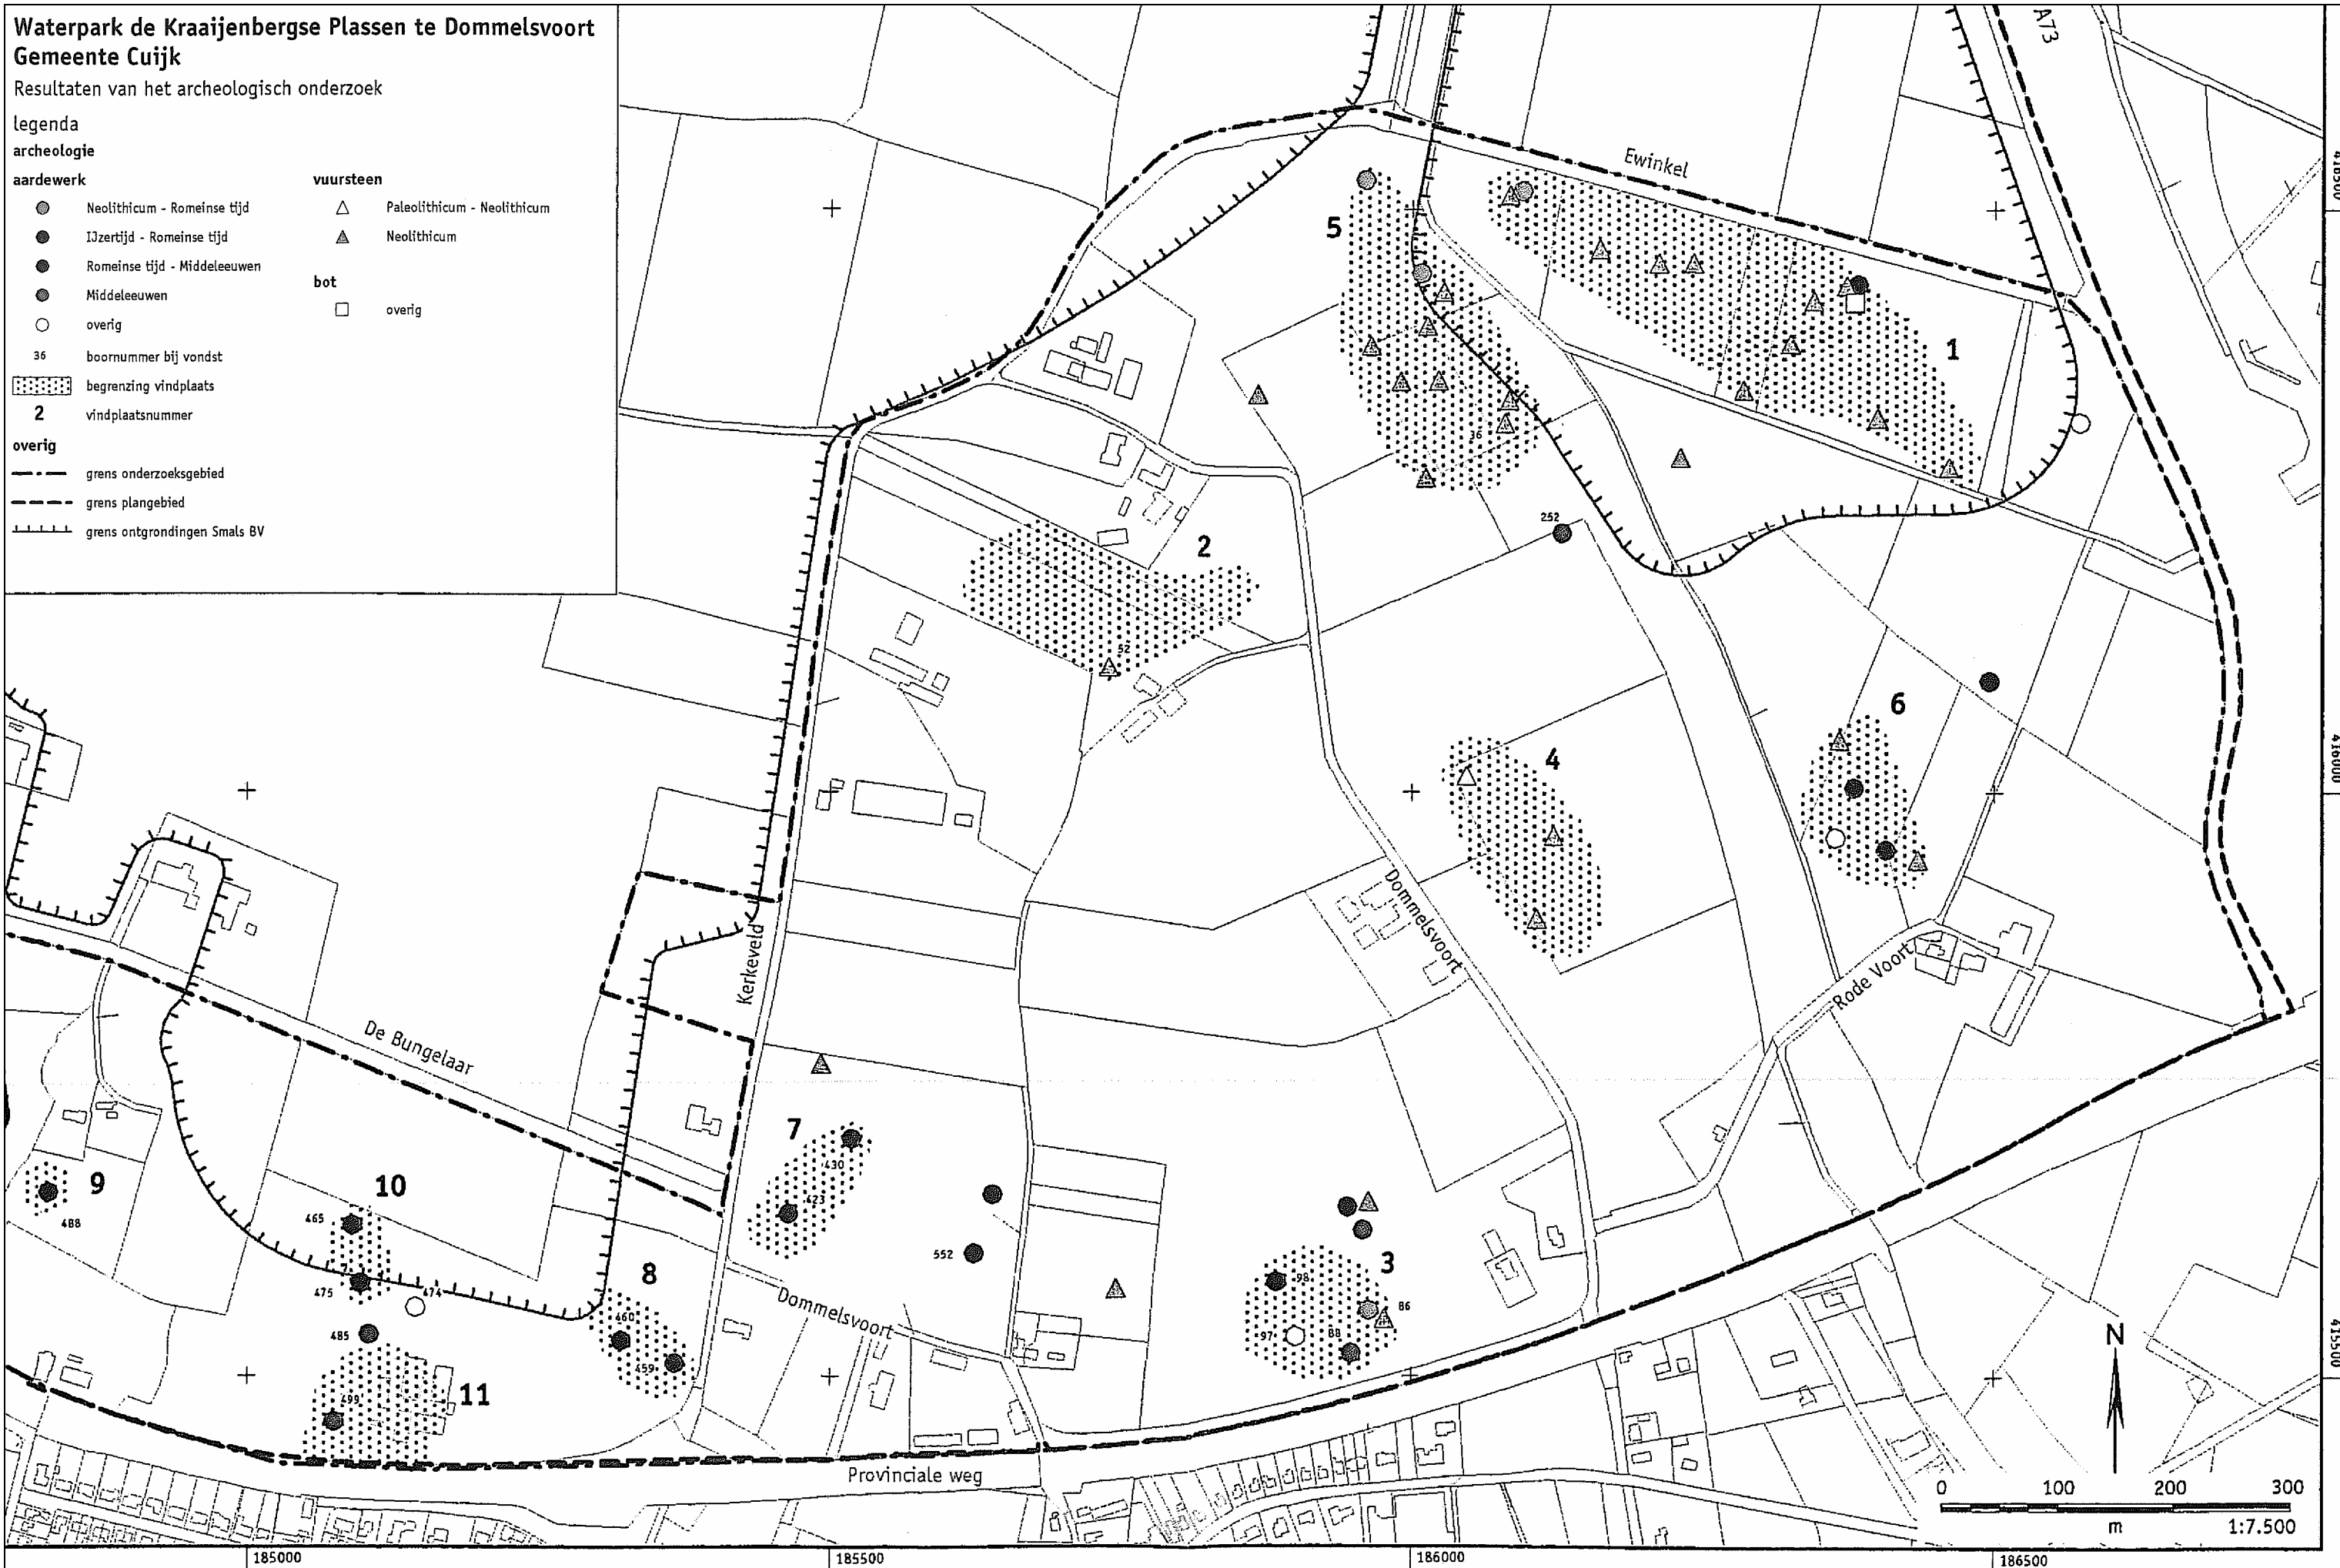 Waterpark de Kraaijenbergse Plassen te Dommelsvoort
Gemeente Cuijk
Resultaten van het archeologisch onderzoek
legenda
archeologie
aardewerk
Neolithicum - Romeinse tijd
IJzertijd - Romeinse tijd
Romeinse tijd - Middeleeuwen
Middeleeuwen
overig
36 boornummer bij vondst
begrenzing vindplaats
2 vindplaatsnummer
vuursteen
Paleolithicum - Neolithicum
Neolithicum
bot
overig
overig
grens onderzoeksgebied
grens plangebied
grens ontgrondingen Smals BV
A73
Ewinkel
5
1
36
252
2
52
6
4
Dommelsvoort
Rode Voort
Kerkeveld
De Bungelaar
7
430
423
9
488
10
465
475
474
485
8
460
459
552
Dommelsvoort
3
98
86
97
88
11
499
Provinciale weg
N
0 100 200 300
m 1:7.500
185000 185500 186000 186500
416000
415500